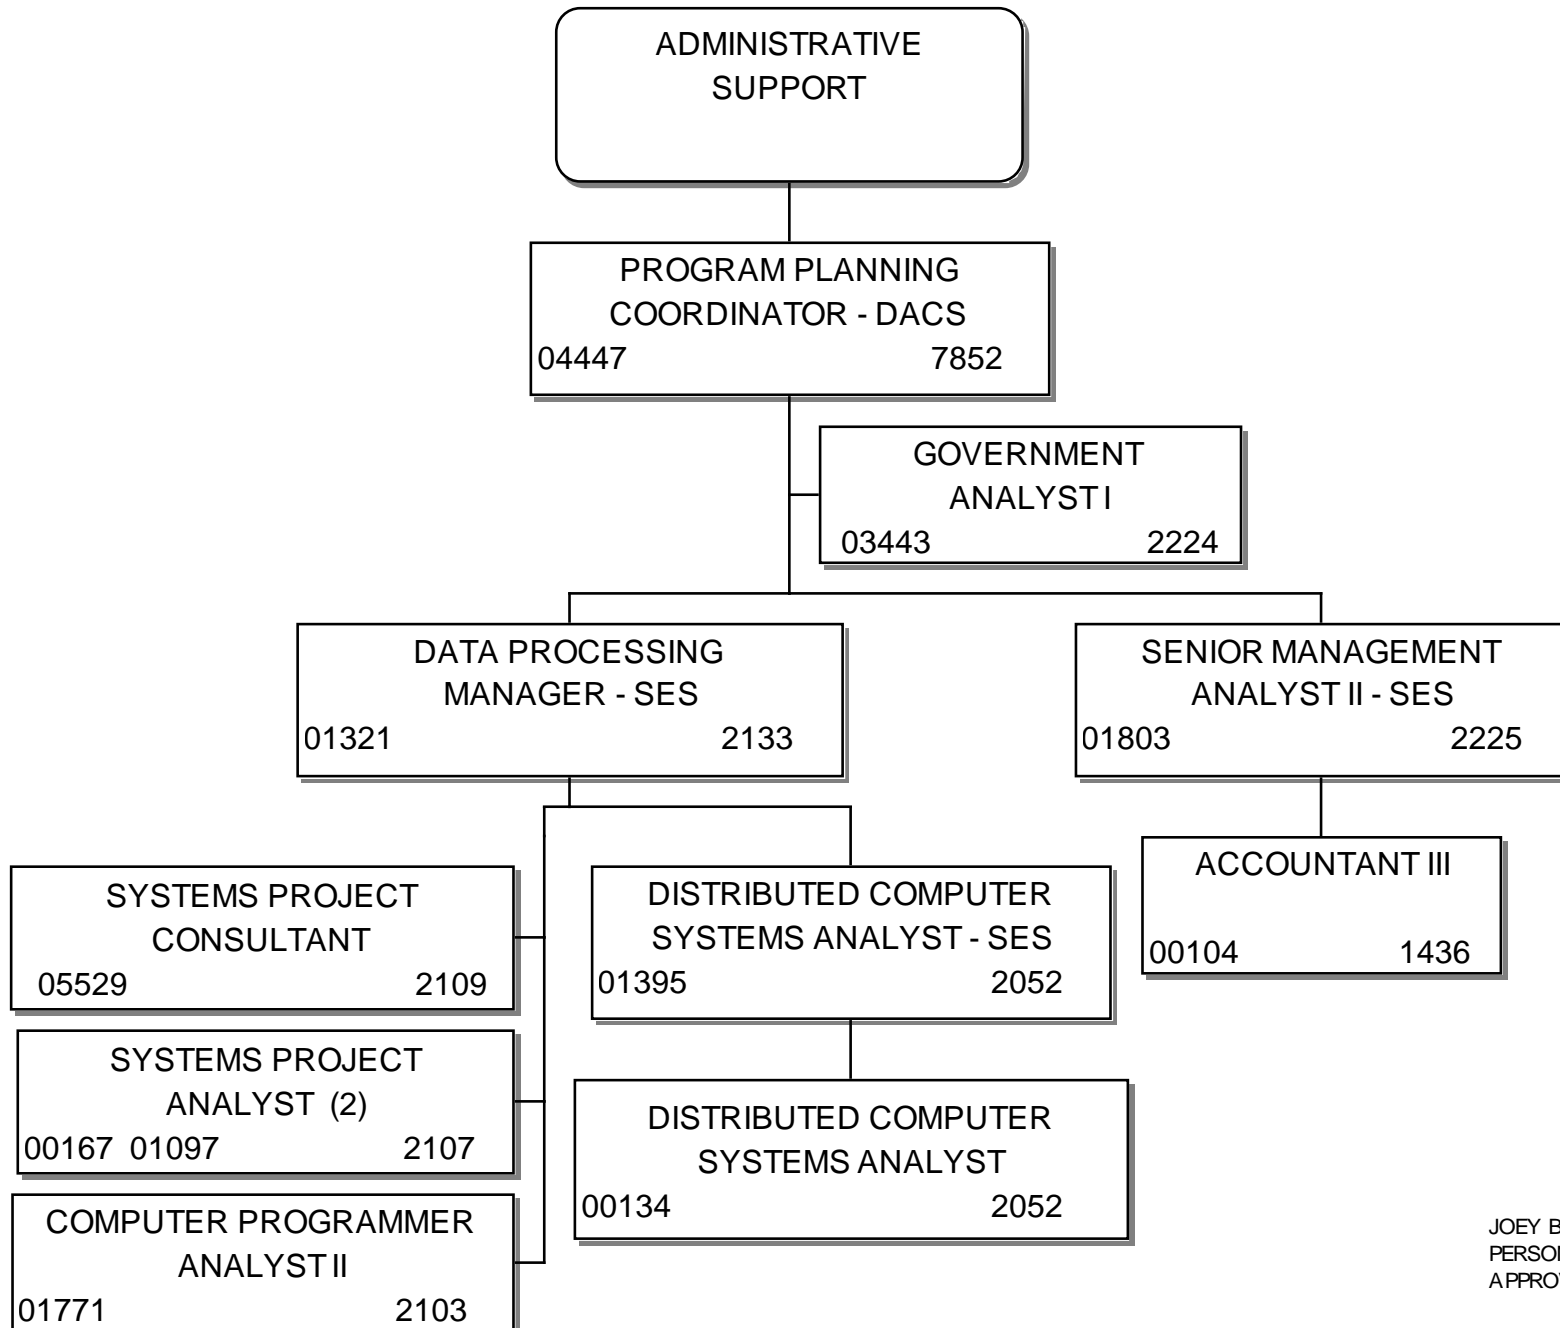 ADMINISTRATIVE
SUPPORT
PROGRAM PLANNING
COORDINATOR - DACS
04447 7852
GOVERNMENT
ANALYST I
03443 2224
DATA PROCESSING
MANAGER - SES
01321 2133
SENIOR MANAGEMENT
ANALYST II - SES
01803 2225
SYSTEMS PROJECT
CONSULTANT
05529 2109
DISTRIBUTED COMPUTER
SYSTEMS ANALYST - SES
01395 2052
ACCOUNTANT III
00104 1436
SYSTEMS PROJECT
ANALYST (2)
00167 01097 2107
DISTRIBUTED COMPUTER
SYSTEMS ANALYST
00134 2052
COMPUTER PROGRAMMER
ANALYST II
01771 2103
JOEY